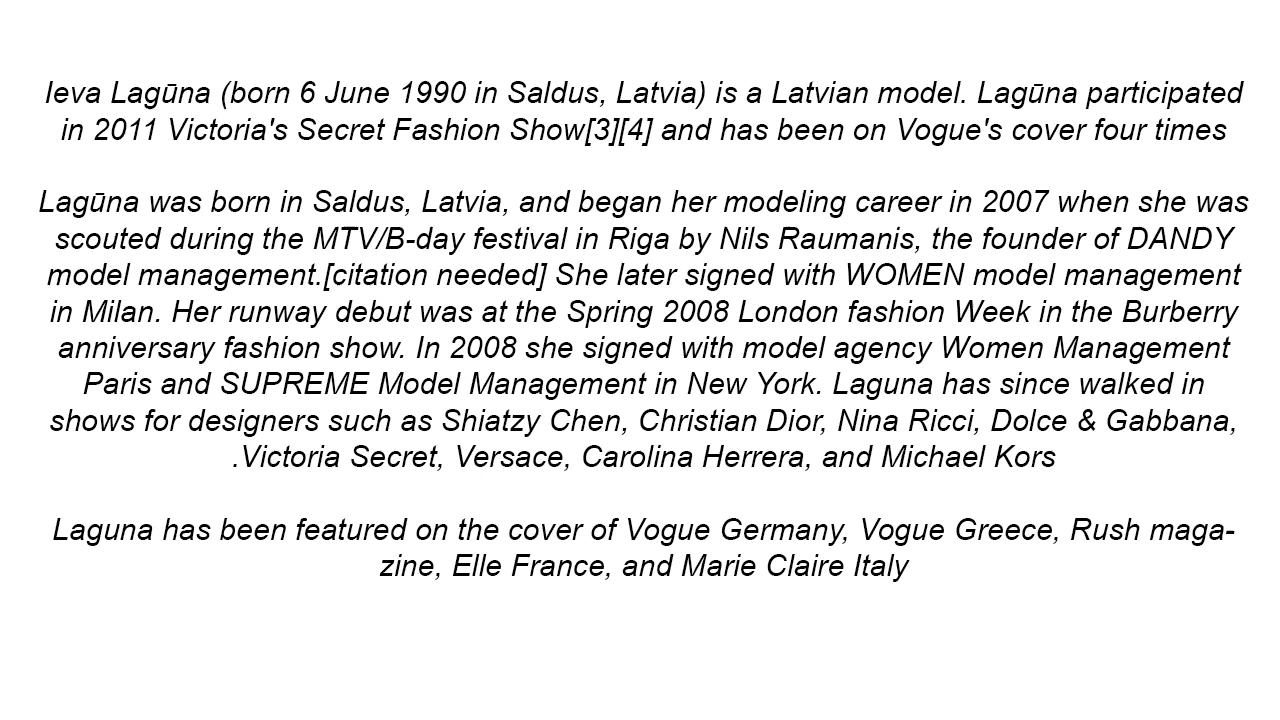 Ieva Lagūna (born 6 June 1990 in Saldus, Latvia) is a Latvian model. Lagūna participated
in 2011 Victoria's Secret Fashion Show[3][4] and has been on Vogue's cover four times
Lagūna was born in Saldus, Latvia, and began her modeling career in 2007 when she was
scouted during the MTV/B-day festival in Riga by Nils Raumanis, the founder of DANDY
model management.[citation needed] She later signed with WOMEN model management
in Milan. Her runway debut was at the Spring 2008 London fashion Week in the Burberry
anniversary fashion show. In 2008 she signed with model agency Women Management
Paris and SUPREME Model Management in New York. Laguna has since walked in
shows for designers such as Shiatzy Chen, Christian Dior, Nina Ricci, Dolce & Gabbana,
.Victoria Secret, Versace, Carolina Herrera, and Michael Kors
Laguna has been featured on the cover of Vogue Germany, Vogue Greece, Rush maga-
zine, Elle France, and Marie Claire Italy